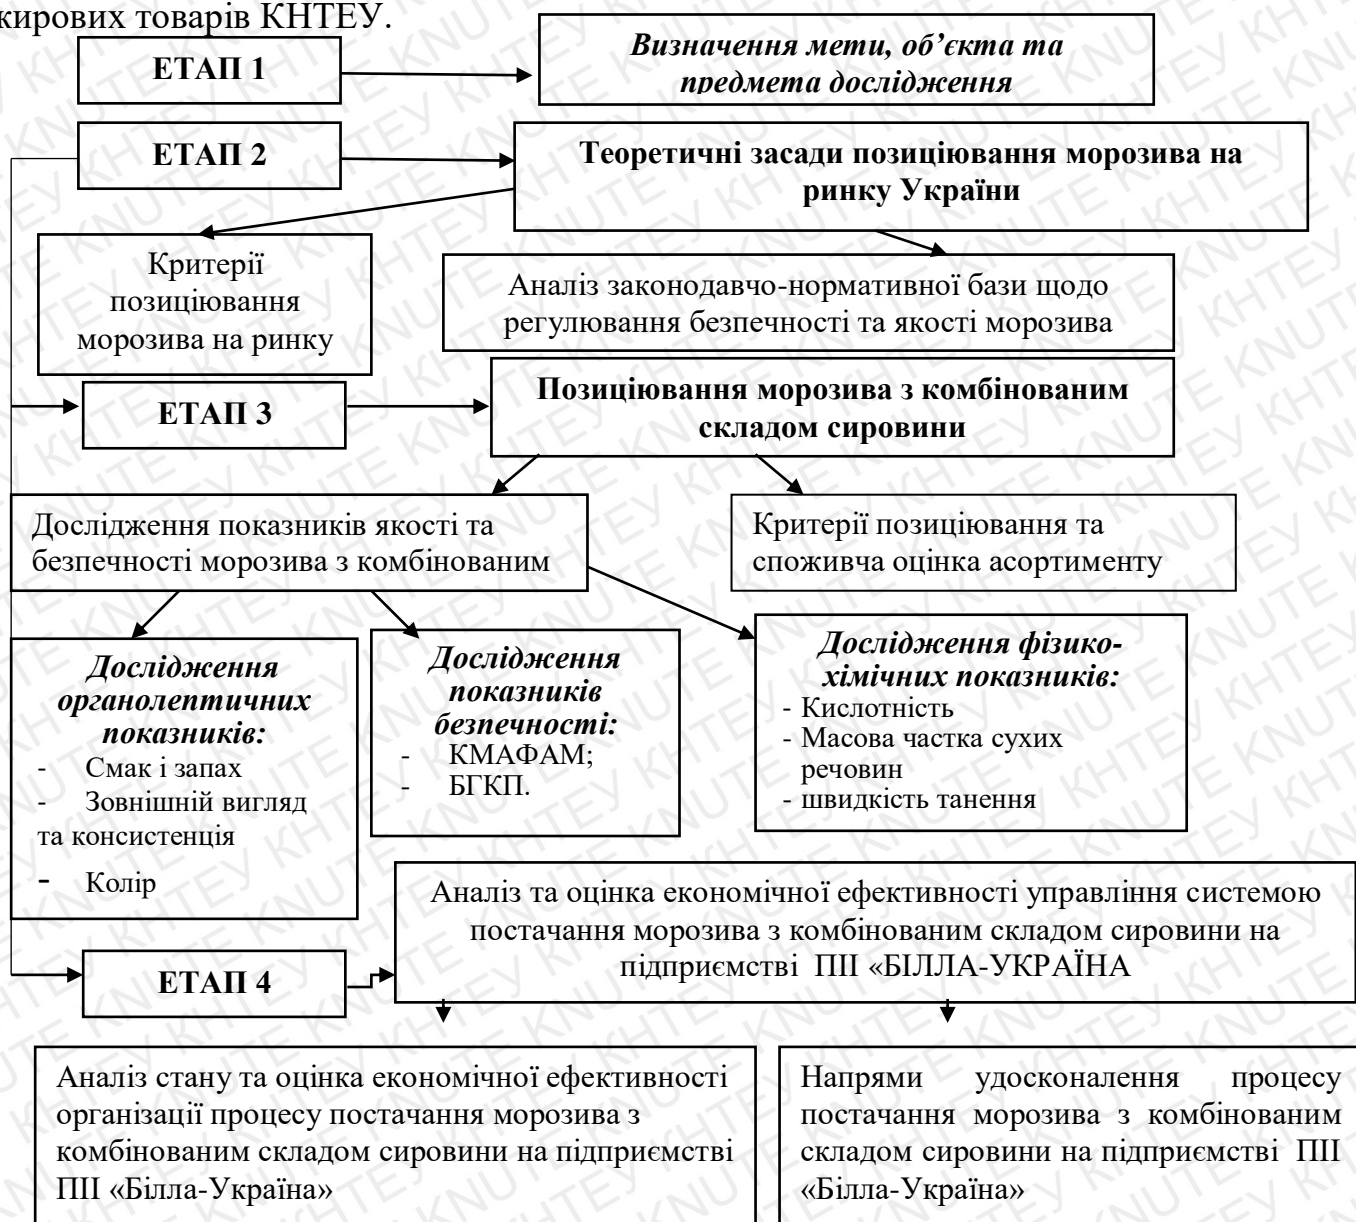 жирових товарів КНТЕУ.
ЕТАП 1
Визначення мети, об’єкта та
предмета дослідження
ЕТАП 2
Теоретичні засади позиціювання морозива на
ринку України
Критерії
позиціювання
морозива на ринку
Аналіз законодавчо-нормативної бази щодо
регулювання безпечності та якості морозива
ЕТАП 3
Позиціювання морозива з комбінованим
складом сировини
Дослідження показників якості та
безпечності морозива з комбінованим
Критерії позиціювання та
споживча оцінка асортименту
Дослідження
органолептичних
показників:
- Смак і запах
- Зовнішній вигляд
та консистенція
- Колір
Дослідження
показників
безпечності:
- КМАФАМ;
- БГКП.
Дослідження фізико-
хімічних показників:
- Кислотність
- Масова частка сухих
речовин
- швидкість танення
ЕТАП 4
Аналіз та оцінка економічної ефективності управління системою
постачання морозива з комбінованим складом сировини на
підприємстві ПІІ «БІЛЛА-УКРАЇНА
Аналіз стану та оцінка економічної ефективності
організації процесу постачання морозива з
комбінованим складом сировини на підприємстві
ПІІ «Білла-Україна»
Напрями удосконалення процесу
постачання морозива з комбінованим
складом сировини на підприємстві ПІІ
«Білла-Україна»